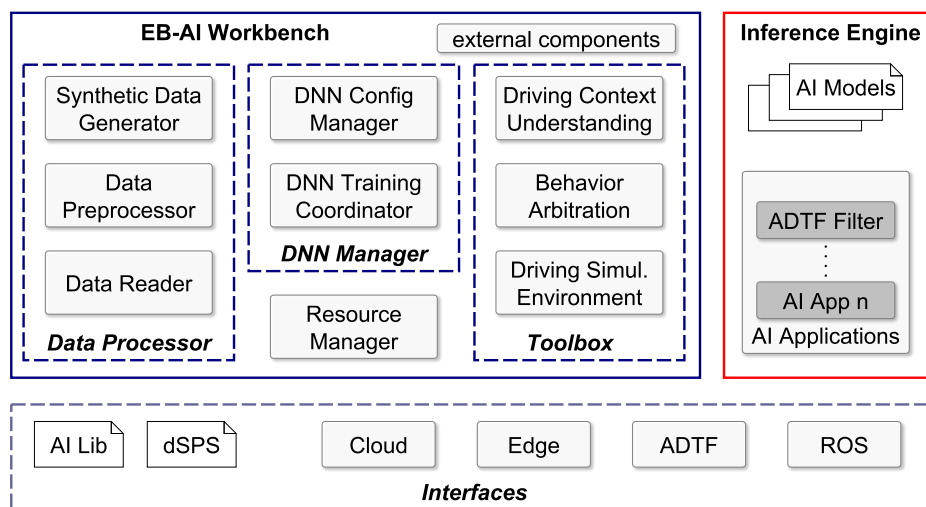 EB-AI Workbench
external components
Synthetic Data
Generator
Data
Preprocessor
Data Reader
Data Processor
DNN Config
Manager
DNN Training
Coordinator
DNN Manager
Resource
Manager
Driving Context
Understanding
Behavior
Arbitration
Driving Simul.
Environment
Toolbox
Inference Engine
AI Models
ADTF Filter
AI App n
AI Applications
AI Lib
dSPS
Cloud
Edge
ADTF
ROS
Interfaces